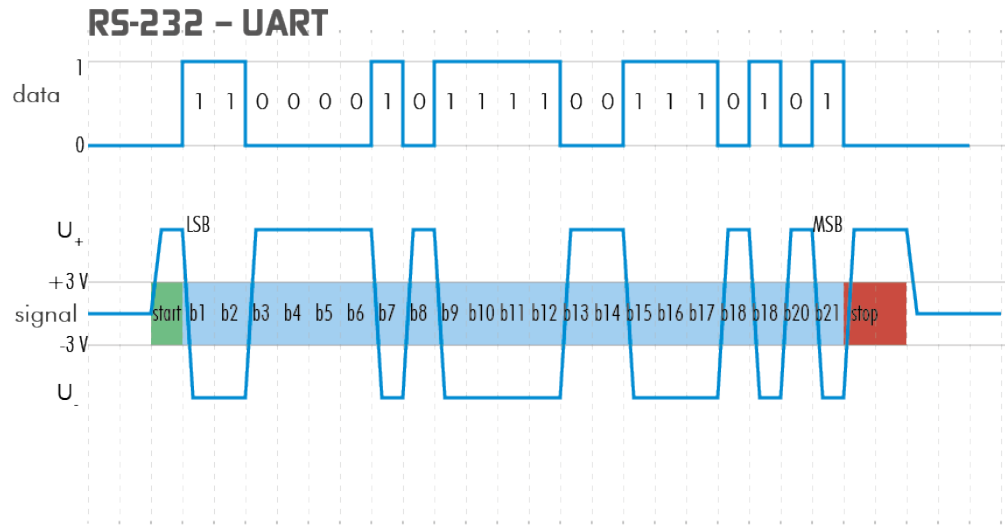 RS-232 – UART
1
data
1 1 0 0 0 0 1 0 1 1 1 1 0 0 1 1 1 0 1 0 1
0
U+
LSB
MSB
+3 V
signal
start b1 b2 b3 b4 b5 b6 b7 b8 b9 b10 b11 b12 b13 b14 b15 b16 b17 b18 b18 b20 b21 stop
-3 V
U-